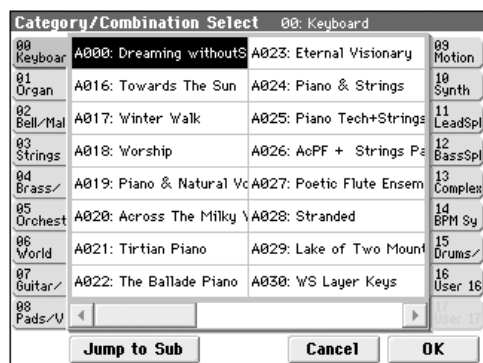 Category/Combination Select 00: Keyboard
00 Keyboar
01 Organ
02 Bell/Mal
03 Strings
04 Brass/
05 Orchest
06 World
07 Guitar/
08 Pads/V
A000: Dreaming withoutS
A016: Towards The Sun
A017: Winter Walk
A018: Worship
A019: Piano & Natural Vo
A020: Across The Milky
A021: Tirtian Piano
A022: The Ballade Piano
A023: Eternal Visionary
A024: Piano & Strings
A025: Piano Tech+Strings
A026: AcPF + Strings Pa
A027: Poetic Flute Ensem
A028: Stranded
A029: Lake of Two Mount
A030: WS Layer Keys
09 Motion
10 Synth
11 LeadSpl
12 BassSpl
13 Complex
14 BPM Sy
15 Drums/
16 User 16
17 User 17
Jump to Sub
Cancel
OK